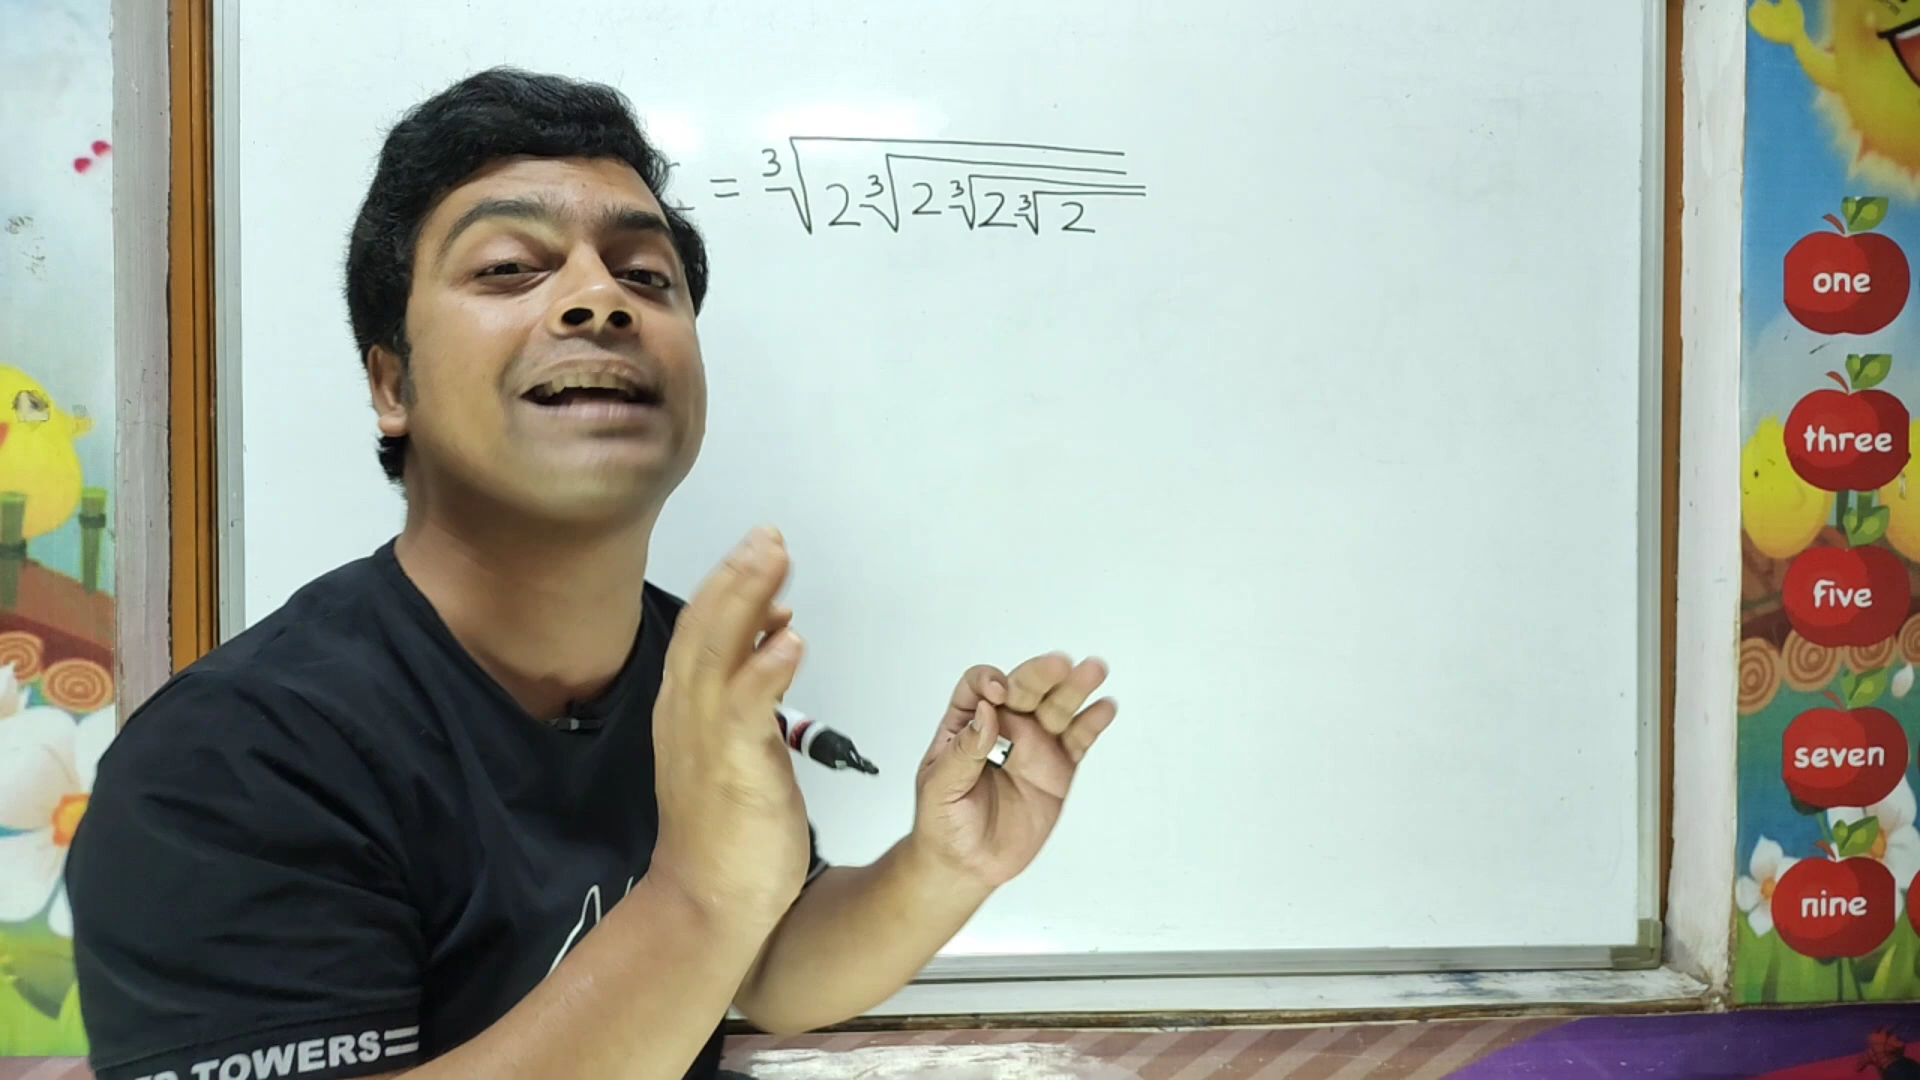 = ∛(2∛(2∛(2∛2)))
one
three
five
seven
nine
TOWERS=